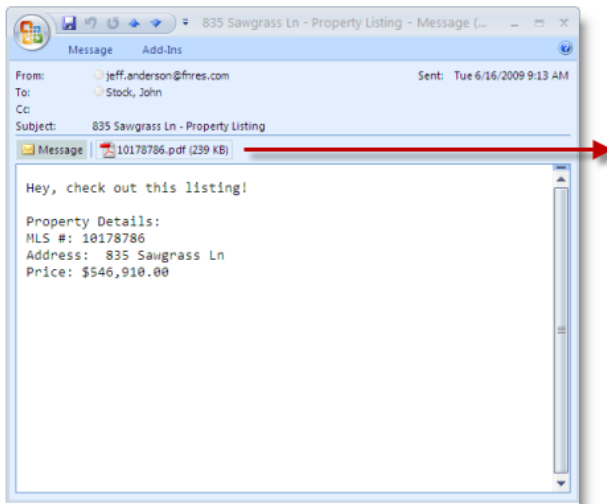 835 Sawgrass Ln - Property Listing - Message (...
Message Add-Ins
From: jeff.anderson@fnres.com Sent: Tue 6/16/2009 9:13 AM
To: Stock, John
Cc:
Subject: 835 Sawgrass Ln - Property Listing
Message 10178786.pdf (239 KB)
Hey, check out this listing!
Property Details:
MLS #: 10178786
Address: 835 Sawgrass Ln
Price: $546,910.00